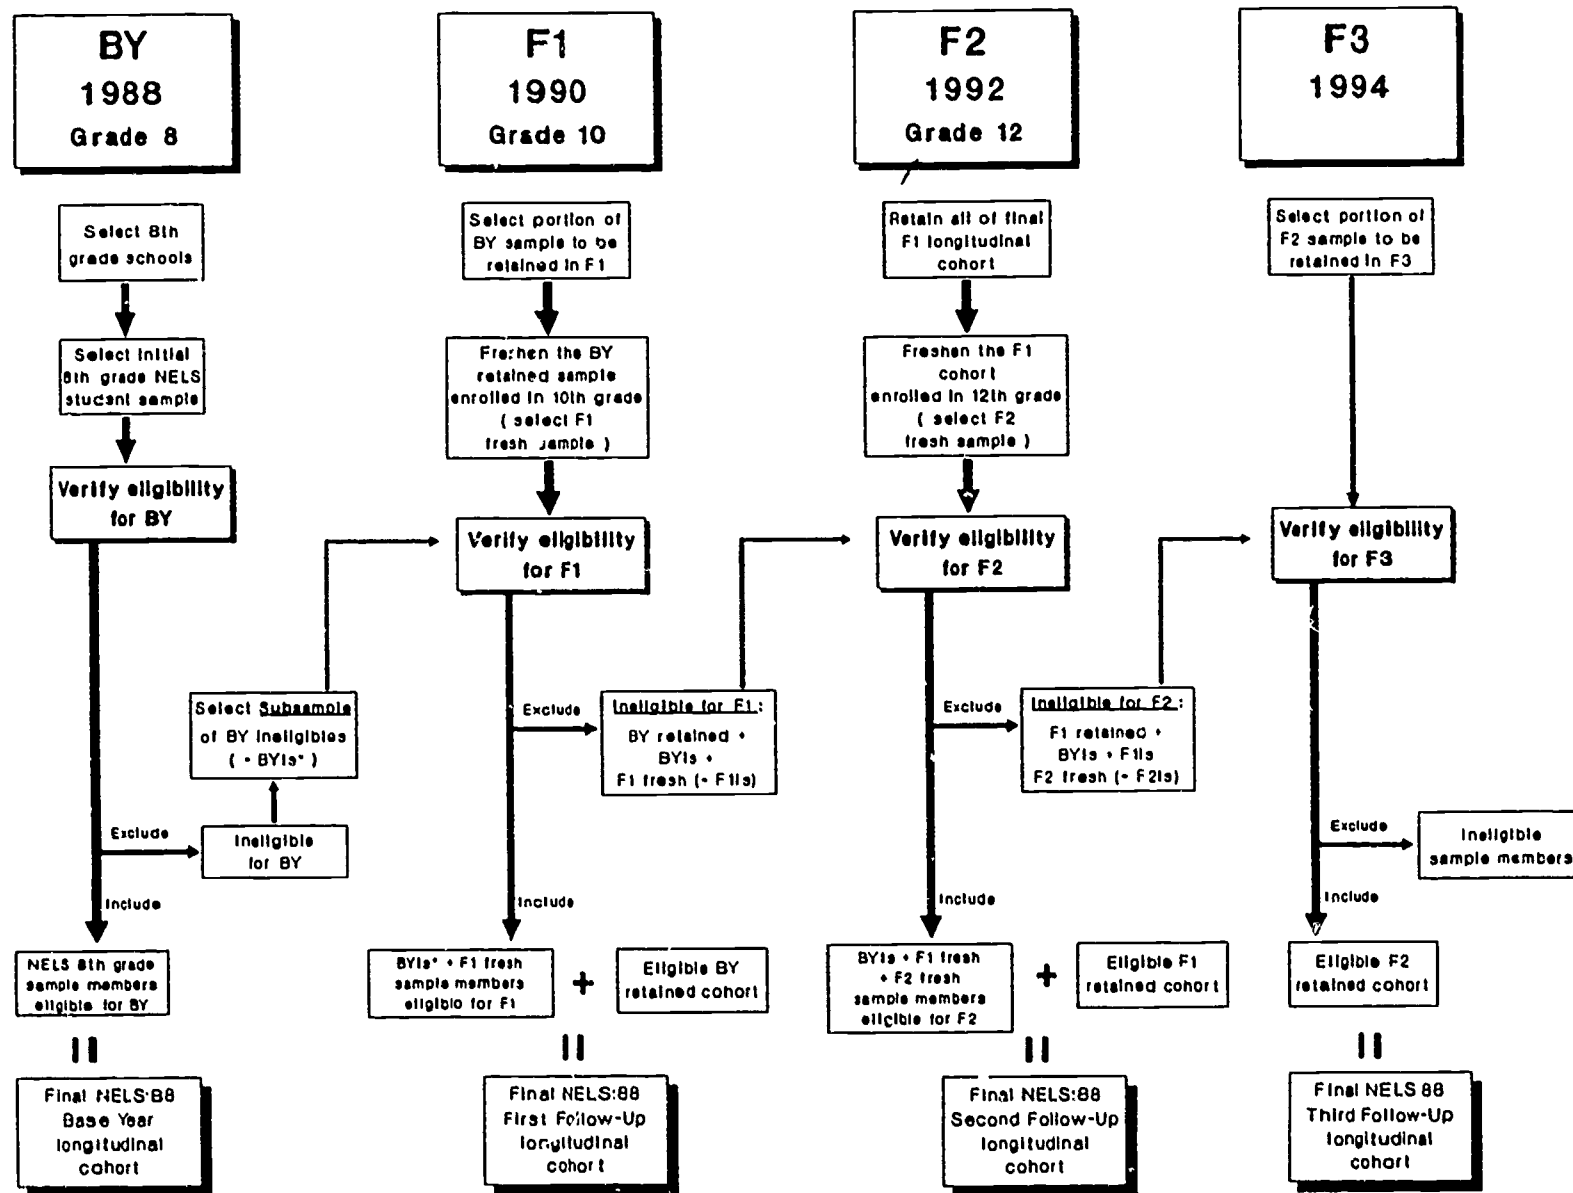 BY
1988
Grade 8
F1
1990
Grade 10
F2
1992
Grade 12
F3
1994
Select 8th
grade schools
Select initial
8th grade NELS
student sample
Verify eligibility
for BY
Select Subsample
of BY ineligibles
( - BYIs* )
Exclude
Ineligible
for BY
Include
NELS 8th grade
sample members
eligible for BY
Final NELS:88
Base Year
longitudinal
cohort
Select portion of
BY sample to be
retained in F1
Freshen the BY
retained sample
enrolled in 10th grade
( select F1
fresh sample )
Verify eligibility
for F1
Exclude
Ineligible for F1 :
BY retained +
BYIs +
F1 fresh (- F1Is)
Include
BYIs* + F1 fresh
sample members
eligible for F1
+
Eligible BY
retained cohort
Final NELS:88
First Follow-Up
longitudinal
cohort
Retain all of final
F1 longitudinal
cohort
Freshen the F1
cohort
enrolled in 12th grade
( select F2
fresh sample )
Verify eligibility
for F2
Exclude
Ineligible for F2 :
F1 retained +
BYIs + F1Is
F2 fresh (- F2Is)
Include
BYIs + F1 fresh
+ F2 fresh
sample members
eligible for F2
+
Eligible F1
retained cohort
Final NELS:88
Second Follow-Up
longitudinal
cohort
Select portion of
F2 sample to be
retained in F3
Verify eligibility
for F3
Exclude
Ineligible
sample members
Include
Eligible F2
retained cohort
Final NELS 88
Third Follow-Up
longitudinal
cohort